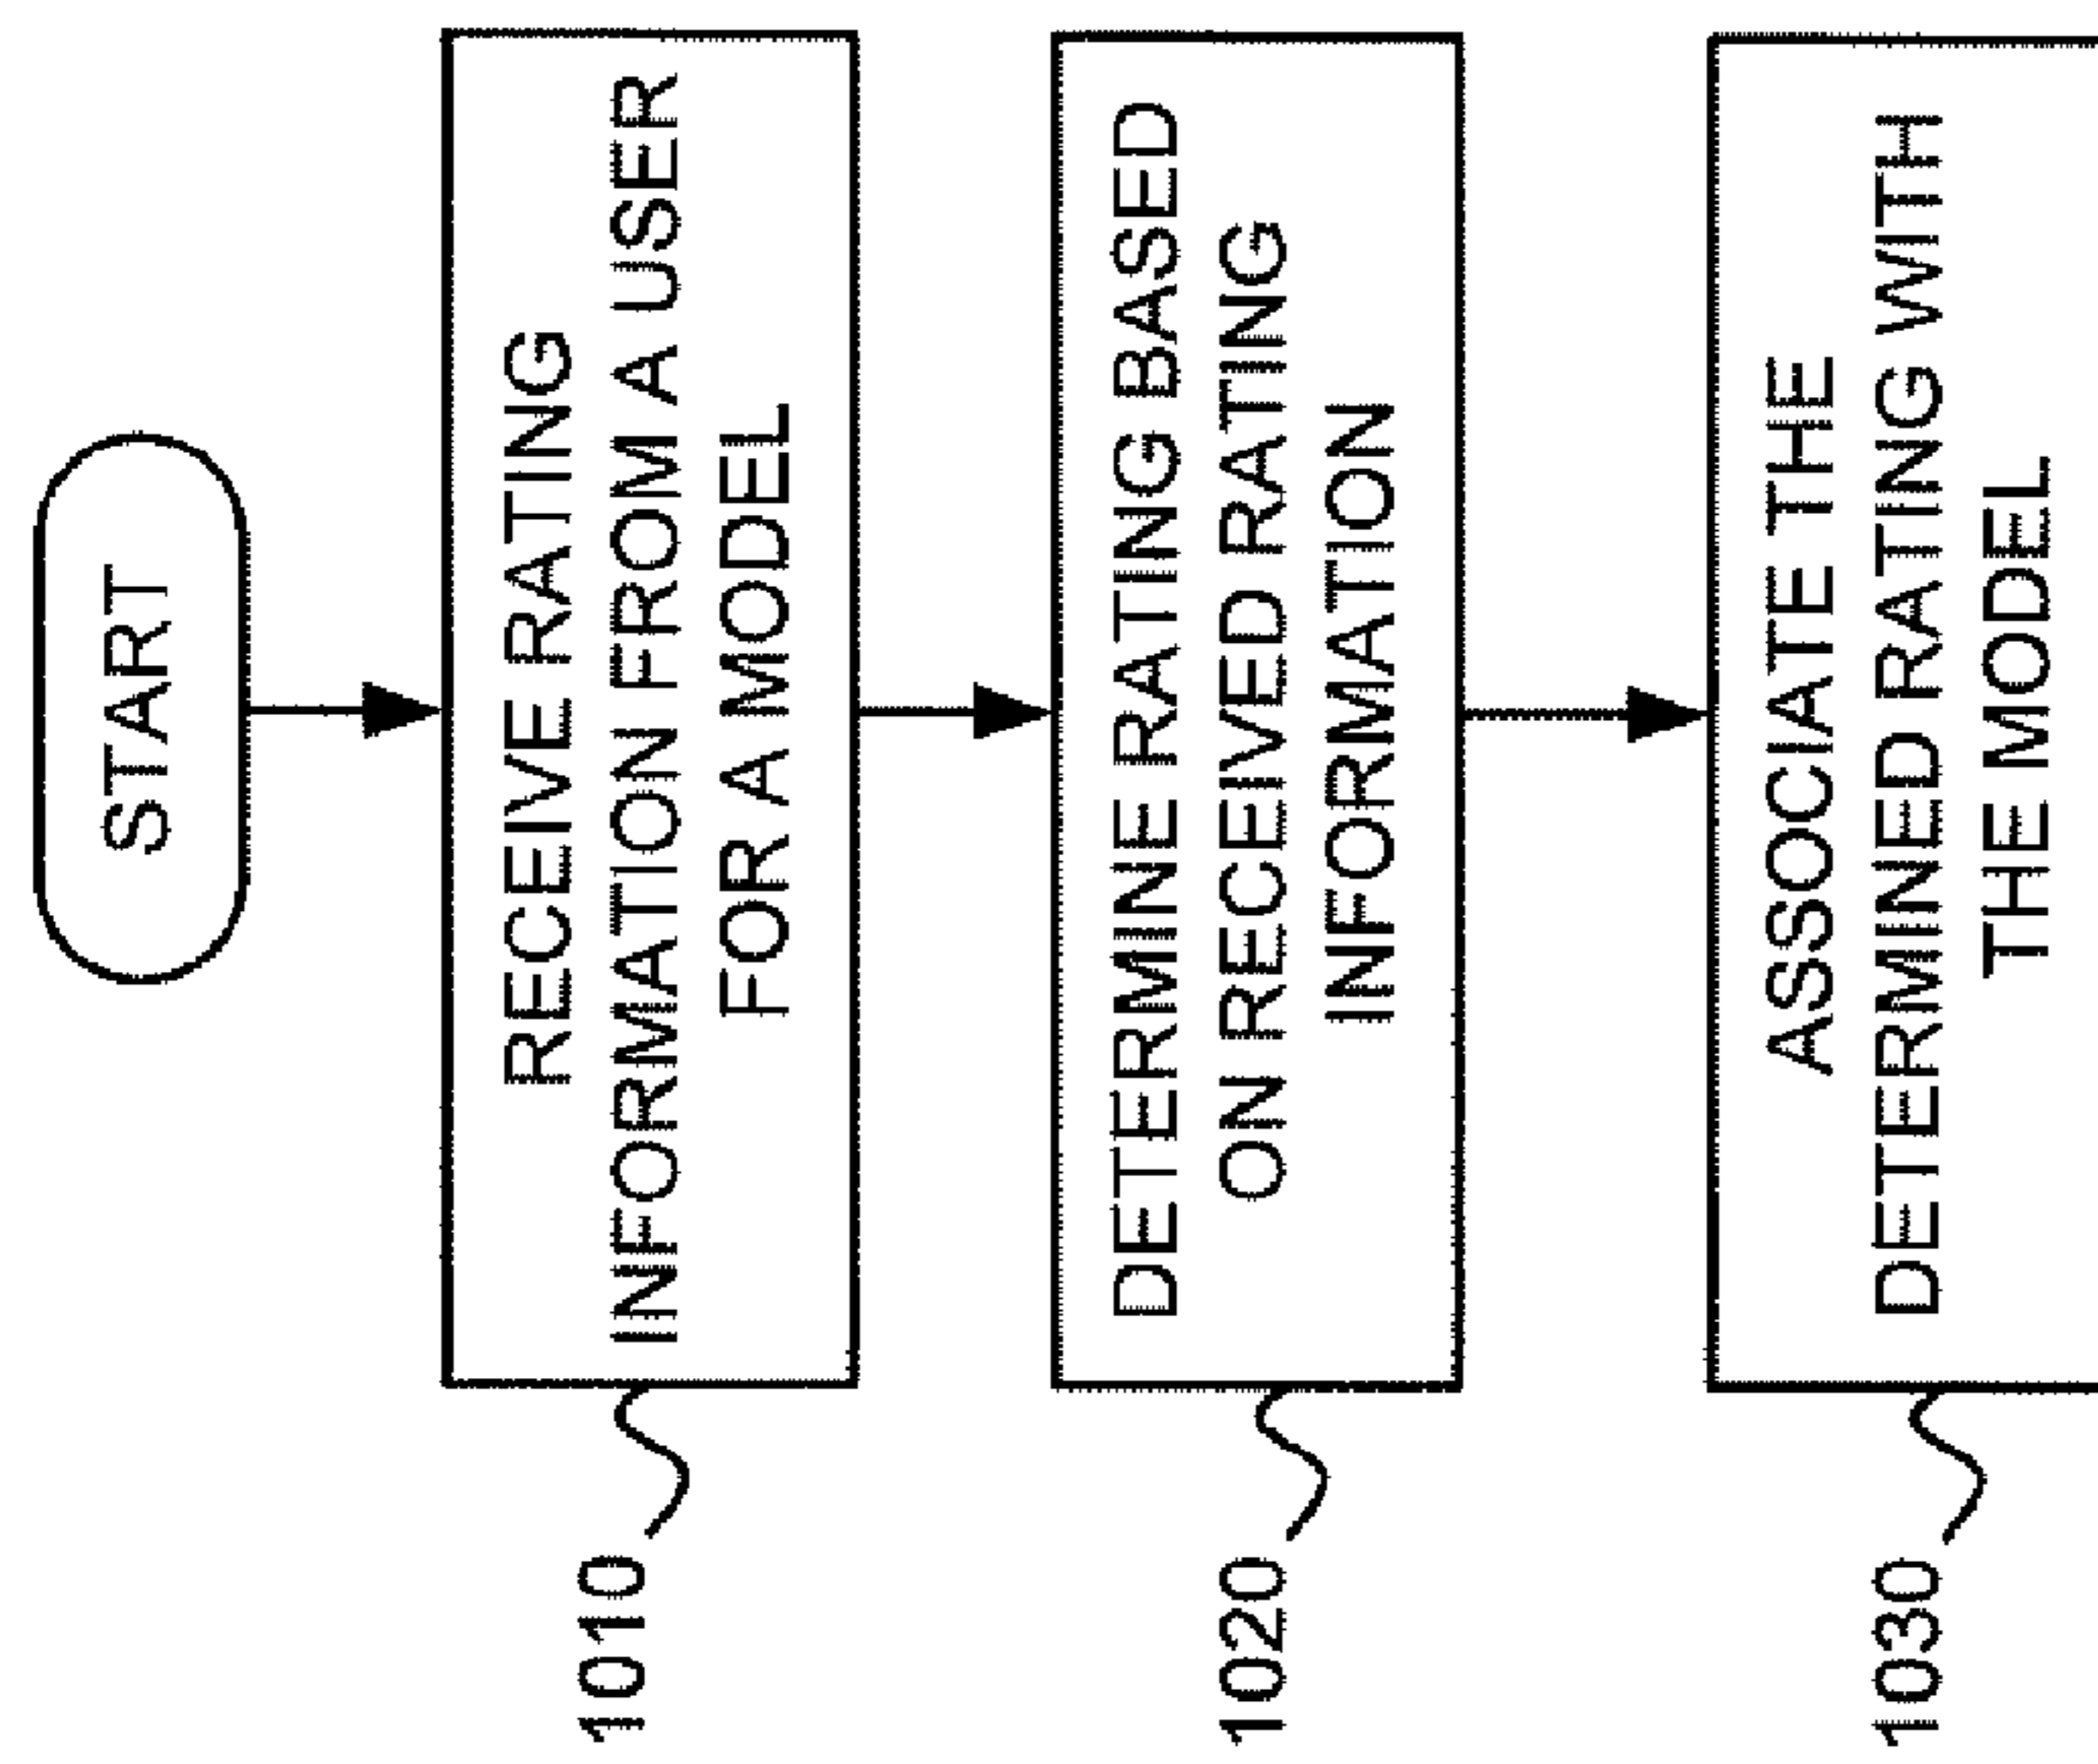 START
RECEIVE RATING
INFORMATION FROM A USER
FOR A MODEL
1010
DETERMINE RATING BASED
ON RECEIVED RATING
INFORMATION
1020
ASSOCIATE THE
DETERMINED RATING WITH
THE MODEL
1030